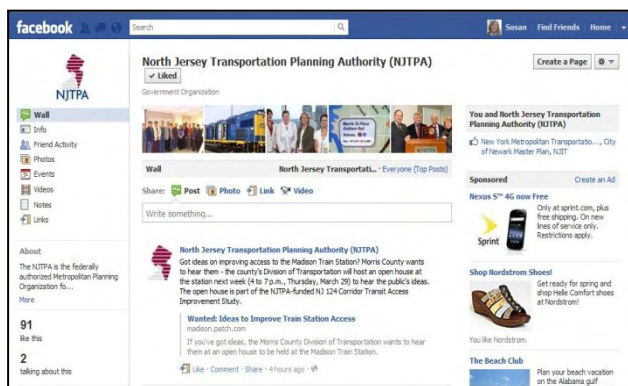 facebook
Search
Susan Find Friends Home
NJTPA
North Jersey Transportation Planning Authority (NJTPA)
Liked
Government Organization
Create a Page
Wall
Info
Friend Activity
Photos
Events
Videos
Notes
Links
About
The NJTPA is the federally
authorized Metropolitan Planning
Organization fo...
More
91
like this
2
talking about this
Wall
North Jersey Transportati... · Everyone (Top Posts)
Share: Post Photo Link Video
Write something...
North Jersey Transportation Planning Authority (NJTPA)
Got ideas on improving access to the Madison Train Station? Morris County wants
to hear them - the county's Division of Transportation will host an open house at
the station next week (4 to 7 p.m., Thursday, March 29) to hear the public's ideas.
The open house is part of the NJTPA-funded NJ 124 Corridor Transit Access
Improvement Study.
Wanted: Ideas to Improve Train Station Access
madison.patch.com
If you've got ideas, the Morris County Division of Transportation wants to hear
them at an open house to be held at the Madison Train Station.
Like · Comment · Share · 4 hours ago ·
You and North Jersey Transportation
Planning Authority (NJTPA)
New York Metropolitan Transportatio..., City
of Newark Master Plan, NJIT
Sponsored
Create an Ad
Nexus S™ 4G now Free
Only at sprint.com, plus
free shipping. On new
lines of service only.
Restrictions apply.
Sprint
Shop Nordstrom Shoes!
Get ready for spring and
shop Helle Comfort shoes
at Nordstrom!
You like Nordstrom.
The Beach Club
Plan your beach vacation
on the Alabama gulf